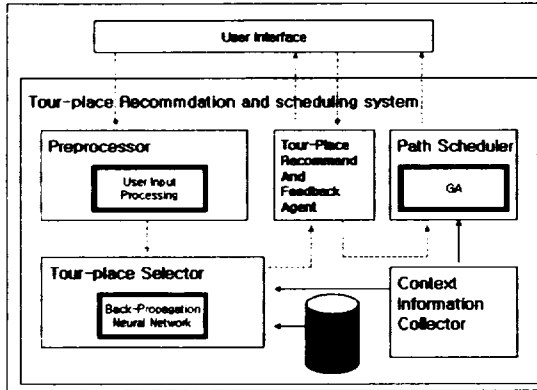 User Interface
Tour-place Recommdation and scheduling system
Preprocessor
User Input
Processing
Tour-Place
Recommend
And
Feedback
Agent
Path Scheduler
GA
Tour-place Selector
Back-Propagation
Neural Network
Context
Information
Collector